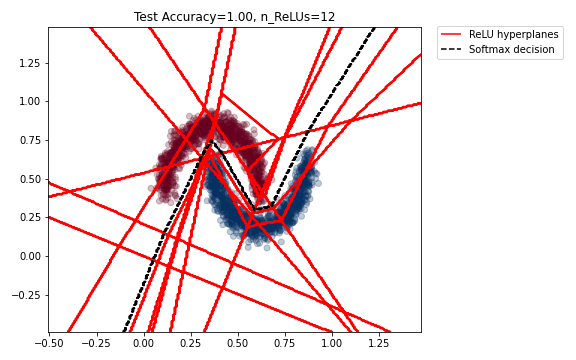 Test Accuracy=1.00, n_ReLUs=12
ReLU hyperplanes
Softmax decision
1.25
1.00
0.75
0.50
0.25
0.00
−0.25
−0.50 −0.25 0.00 0.25 0.50 0.75 1.00 1.25